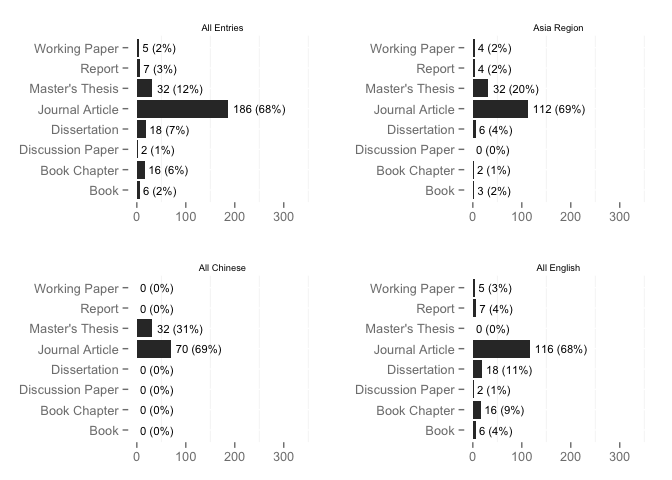 All Entries
Working Paper 5 (2%)
Report 7 (3%)
Master's Thesis 32 (12%)
Journal Article 186 (68%)
Dissertation 18 (7%)
Discussion Paper 2 (1%)
Book Chapter 16 (6%)
Book 6 (2%)
0 100 200 300
Asia Region
Working Paper 4 (2%)
Report 4 (2%)
Master's Thesis 32 (20%)
Journal Article 112 (69%)
Dissertation 6 (4%)
Discussion Paper 0 (0%)
Book Chapter 2 (1%)
Book 3 (2%)
0 100 200 300
All Chinese
Working Paper 0 (0%)
Report 0 (0%)
Master's Thesis 32 (31%)
Journal Article 70 (69%)
Dissertation 0 (0%)
Discussion Paper 0 (0%)
Book Chapter 0 (0%)
Book 0 (0%)
0 100 200 300
All English
Working Paper 5 (3%)
Report 7 (4%)
Master's Thesis 0 (0%)
Journal Article 116 (68%)
Dissertation 18 (11%)
Discussion Paper 2 (1%)
Book Chapter 16 (9%)
Book 6 (4%)
0 100 200 300